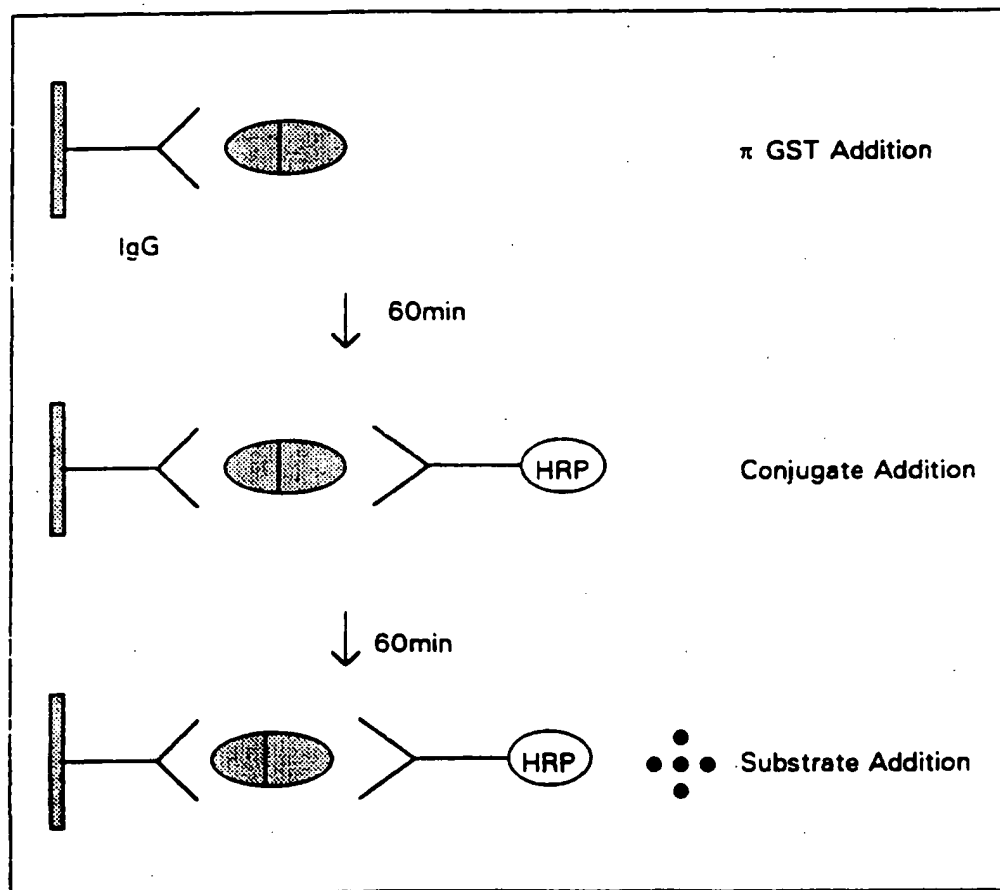 π GST Addition
IgG
60min
HRP
Conjugate Addition
60min
HRP
Substrate Addition